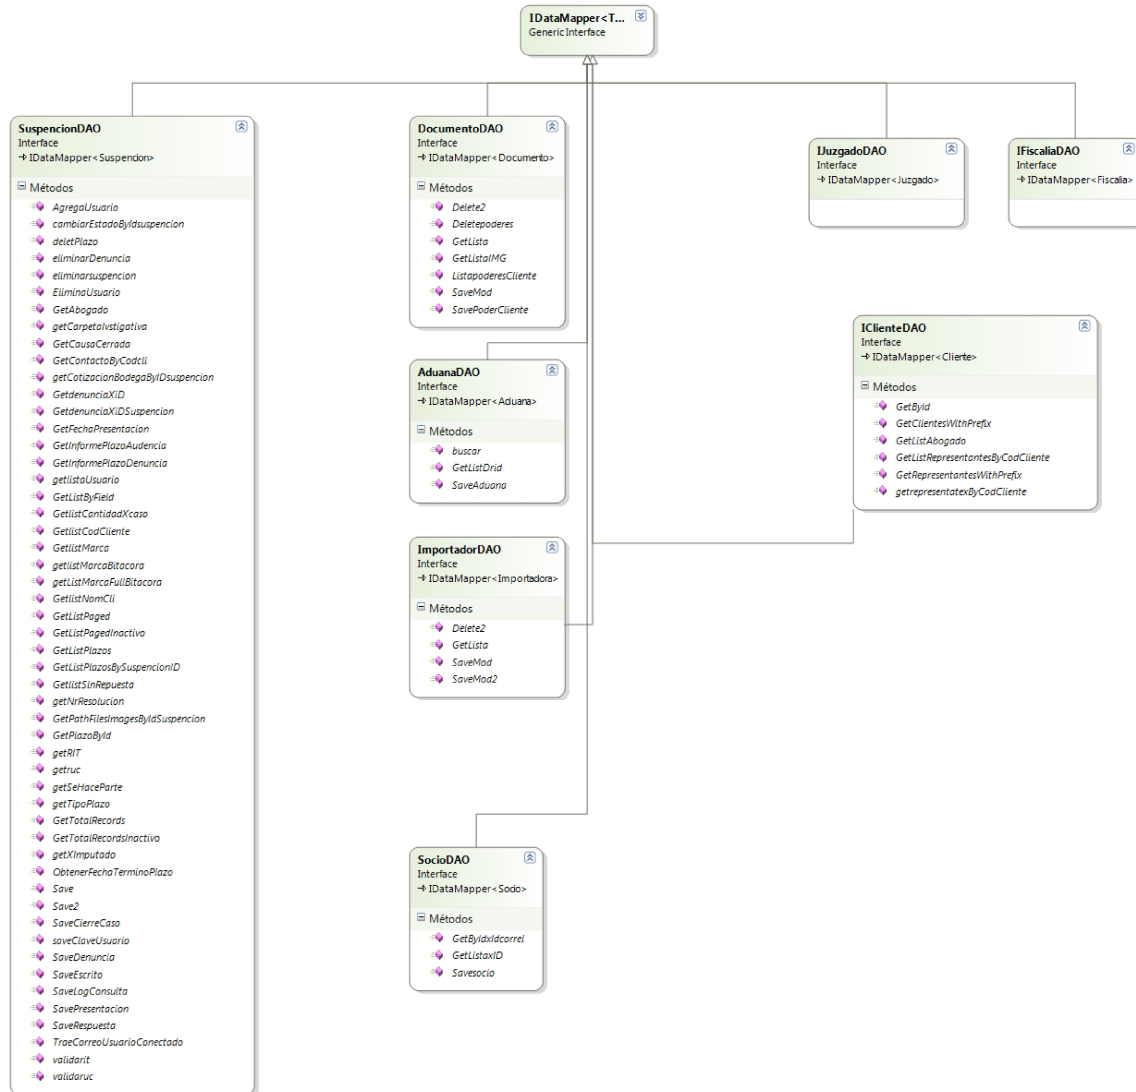 IDataMapper<T...
Generic Interface
SuspencionDAO
Interface
IDataMapper<Suspencion>
Métodos
AgregaUsuario
cambiarEstadoByIdsuspencion
deletPlazo
eliminarDenuncia
eliminarsuspencion
EliminaUsuario
GetAbogado
getCarpetaIvstigativa
GetCausaCerrada
GetContactoByCodcli
getCotizacionBodegaByIDsuspencion
GetdenunciaXiD
GetdenunciaXiDSuspencion
GetFechaPresentacion
GetInformePlazoAudencia
GetInformePlazoDenuncia
getlistaUsuario
GetListByField
GetlistCantidadXcaso
GetlistCodCliente
GetlistMarca
getlistMarcaBitacora
getListMarcaFullBitacora
GetlistNomCli
GetListPaged
GetListPagedInactivo
GetListPlazos
GetListPlazosBySuspencionID
GetlistSinRepuesta
getNrResolucion
GetPathFilesImagesByIdSuspencion
GetPlazoById
getRIT
getruc
getSeHaceParte
getTipoPlazo
GetTotalRecords
GetTotalRecordsInactivo
getXImputado
ObtenerFechaTerminoPlazo
Save
Save2
SaveCierreCaso
saveClaveUsuario
SaveDenuncia
SaveEscrito
SaveLogConsulta
SavePresentacion
SaveRespuesta
TraeCorreoUsuarioConectado
validarit
validaruc
DocumentoDAO
Interface
IDataMapper<Documento>
Métodos
Delete2
Deletepoderes
GetLista
GetListaIMG
ListapoderesCliente
SaveMod
SavePoderCliente
AduanaDAO
Interface
IDataMapper<Aduana>
Métodos
buscar
GetListDrid
SaveAduana
ImportadorDAO
Interface
IDataMapper<Importadora>
Métodos
Delete2
GetLista
SaveMod
SaveMod2
SocioDAO
Interface
IDataMapper<Socio>
Métodos
GetByIdxIdcorrel
GetListaxID
Savesocio
IJuzgadoDAO
Interface
IDataMapper<Juzgado>
IFiscaliaDAO
Interface
IDataMapper<Fiscalia>
IClienteDAO
Interface
IDataMapper<Cliente>
Métodos
GetById
GetClientesWithPrefix
GetListAbogado
GetListRepresentantesByCodCliente
GetRepresentantesWithPrefix
getrepresentatexByCodCliente